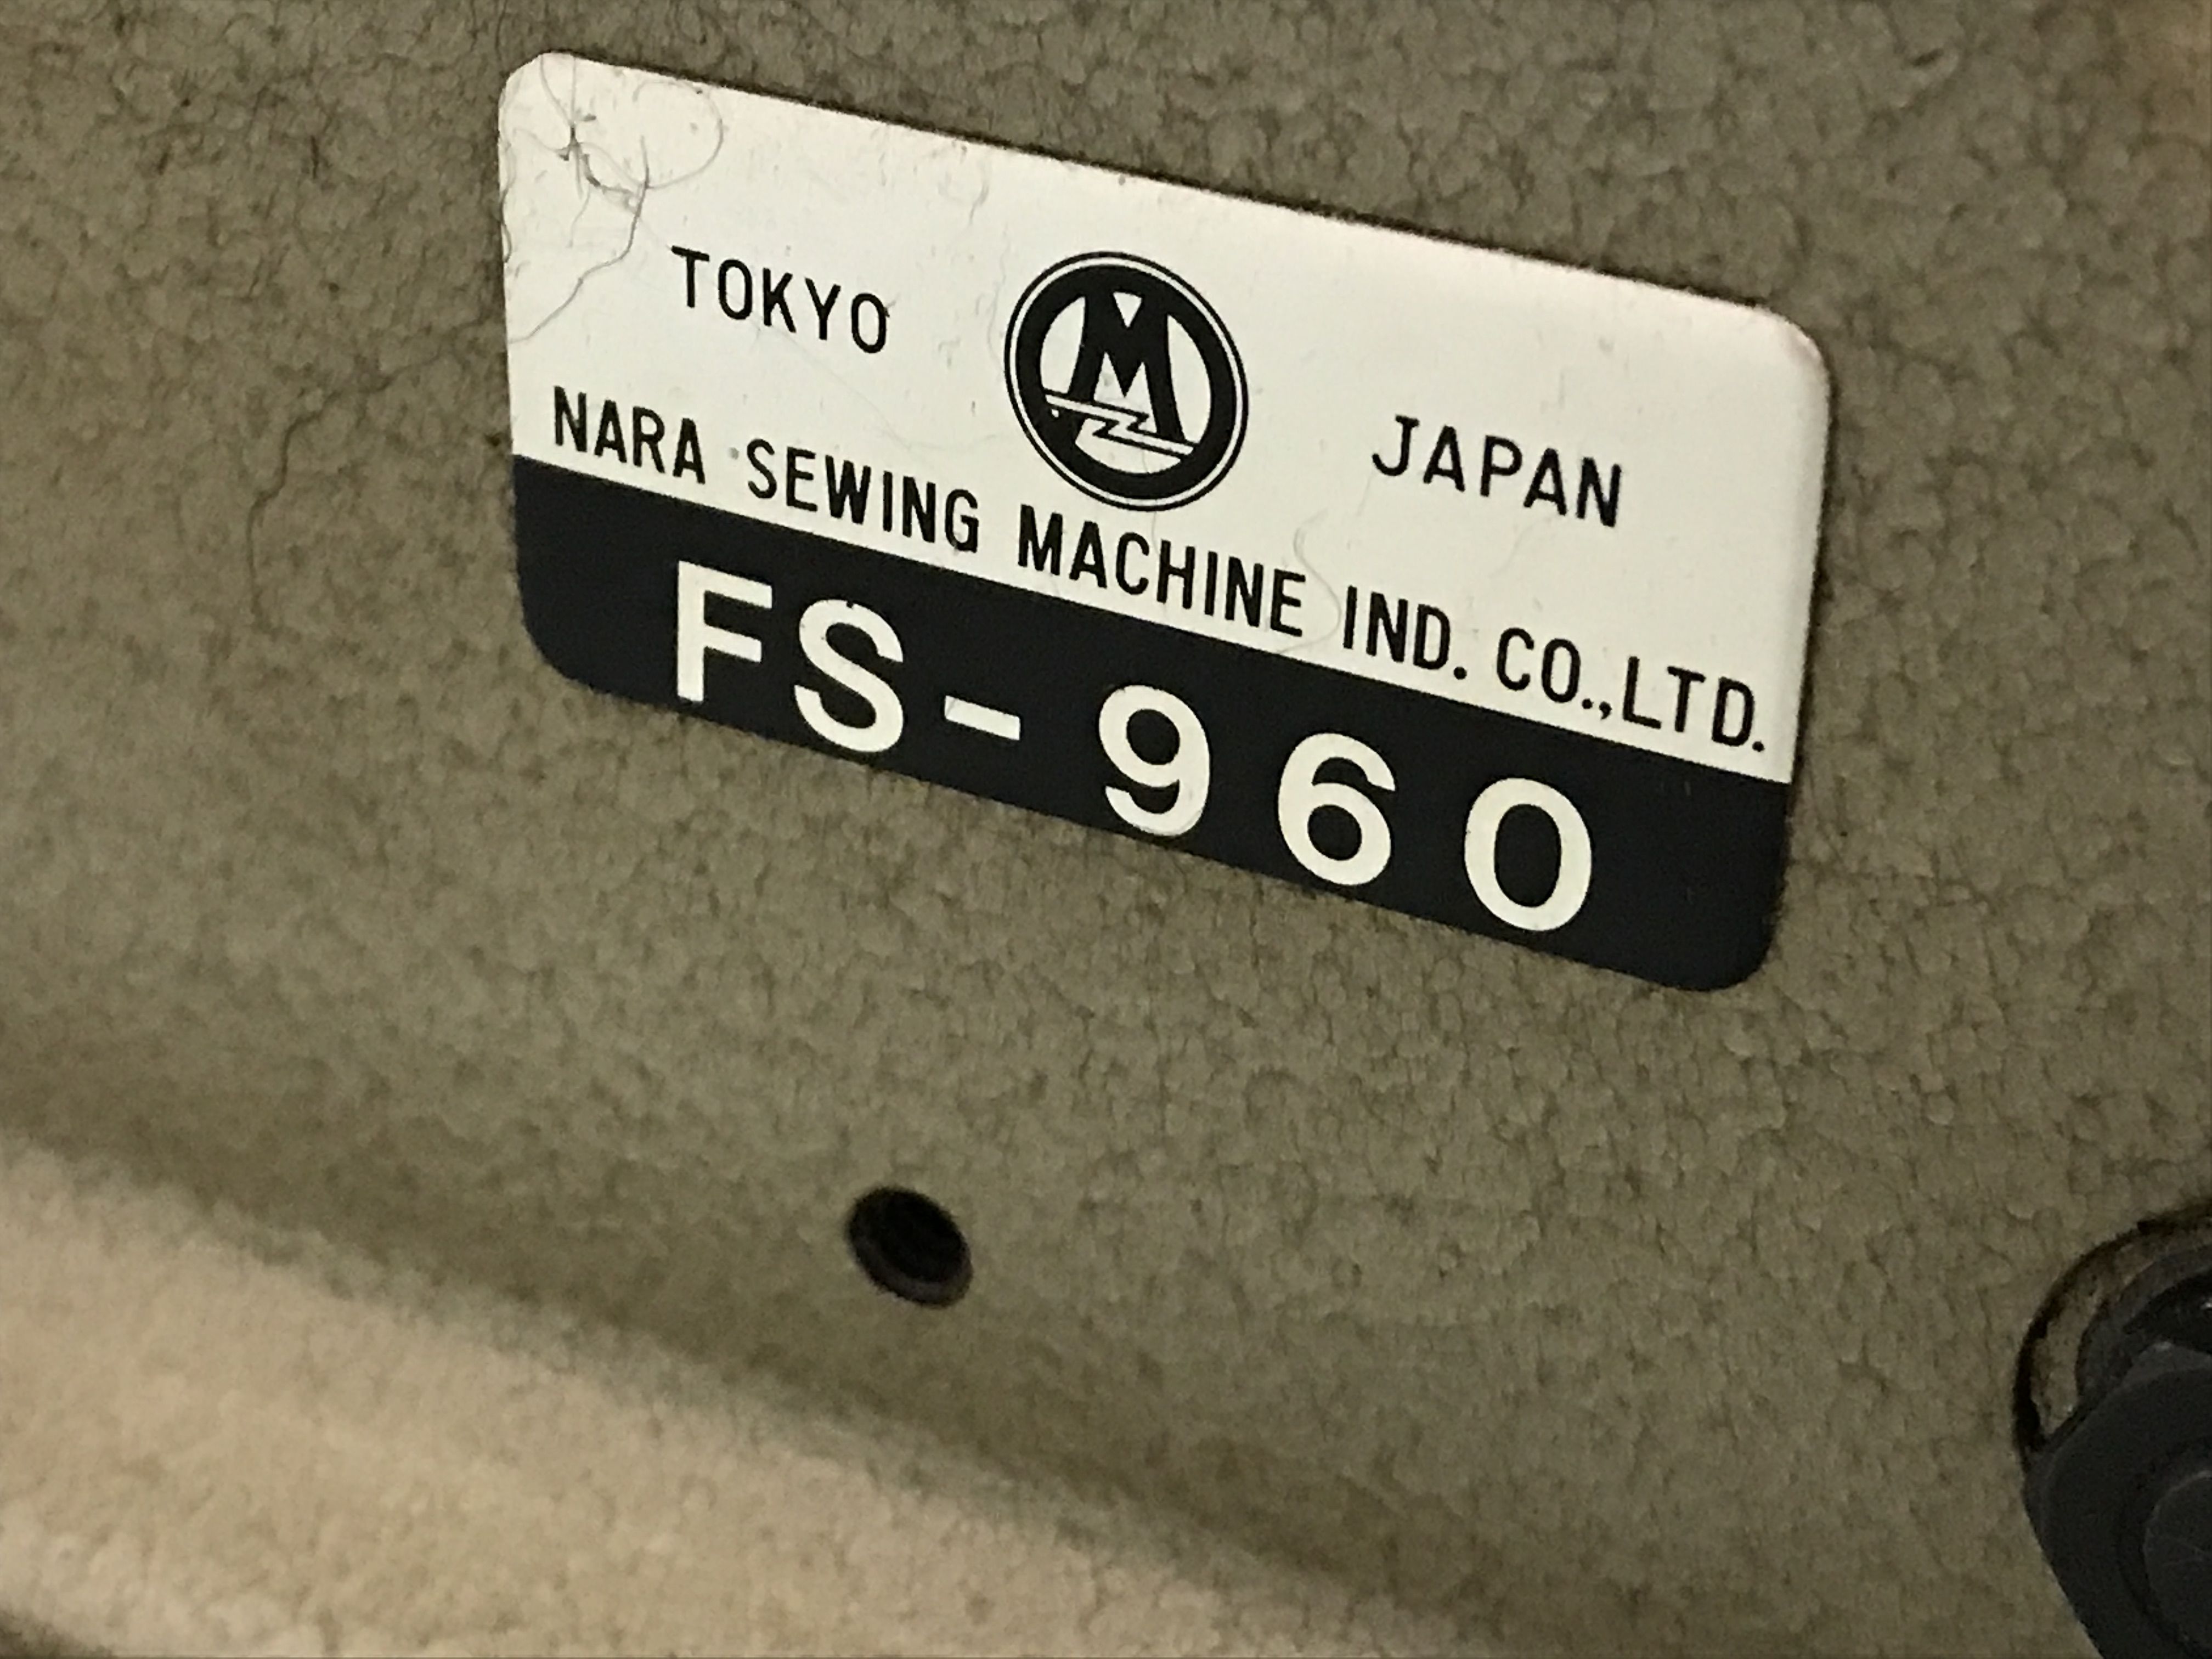 TOKYO M JAPAN
NARA SEWING MACHINE IND. CO., LTD.
FS-960